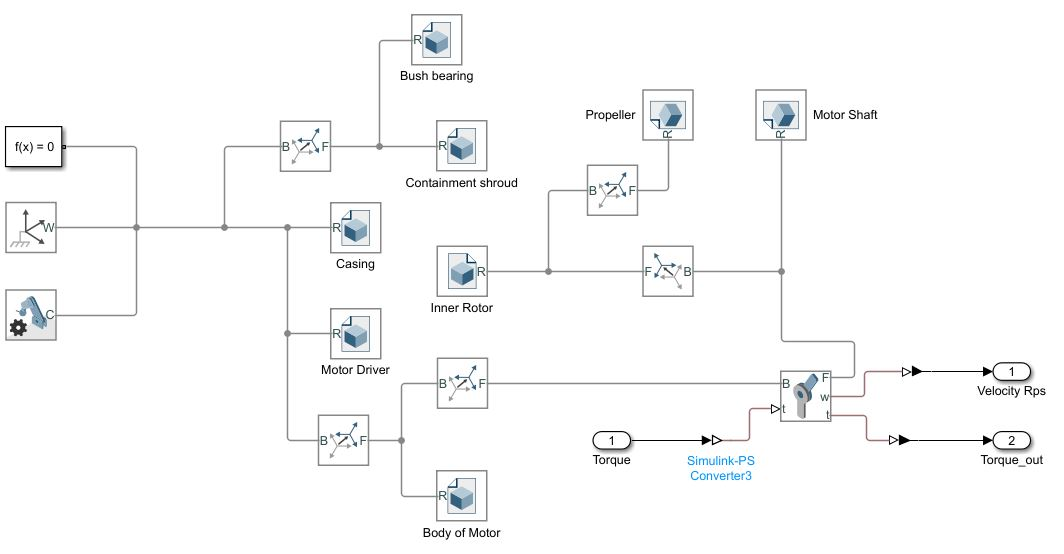 R
Bush bearing
Propeller
R
R
Motor Shaft
f(x) = 0
B
F
R
Containment shroud
B
F
W
R
Casing
R
Inner Rotor
F
B
C
R
Motor Driver
B
F
B
F
w
t
t
1
Velocity Rps
B
F
1
Torque
Simulink-PS
Converter3
2
Torque_out
R
Body of Motor